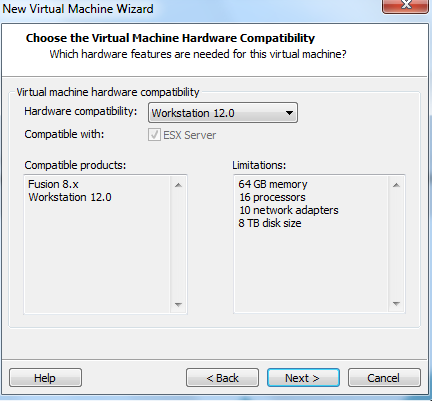 New Virtual Machine Wizard
Choose the Virtual Machine Hardware Compatibility
Which hardware features are needed for this virtual machine?
Virtual machine hardware compatibility
Hardware compatibility: Workstation 12.0
Compatible with: ESX Server
Compatible products:
Fusion 8.x
Workstation 12.0
Limitations:
64 GB memory
16 processors
10 network adapters
8 TB disk size
Help < Back Next > Cancel